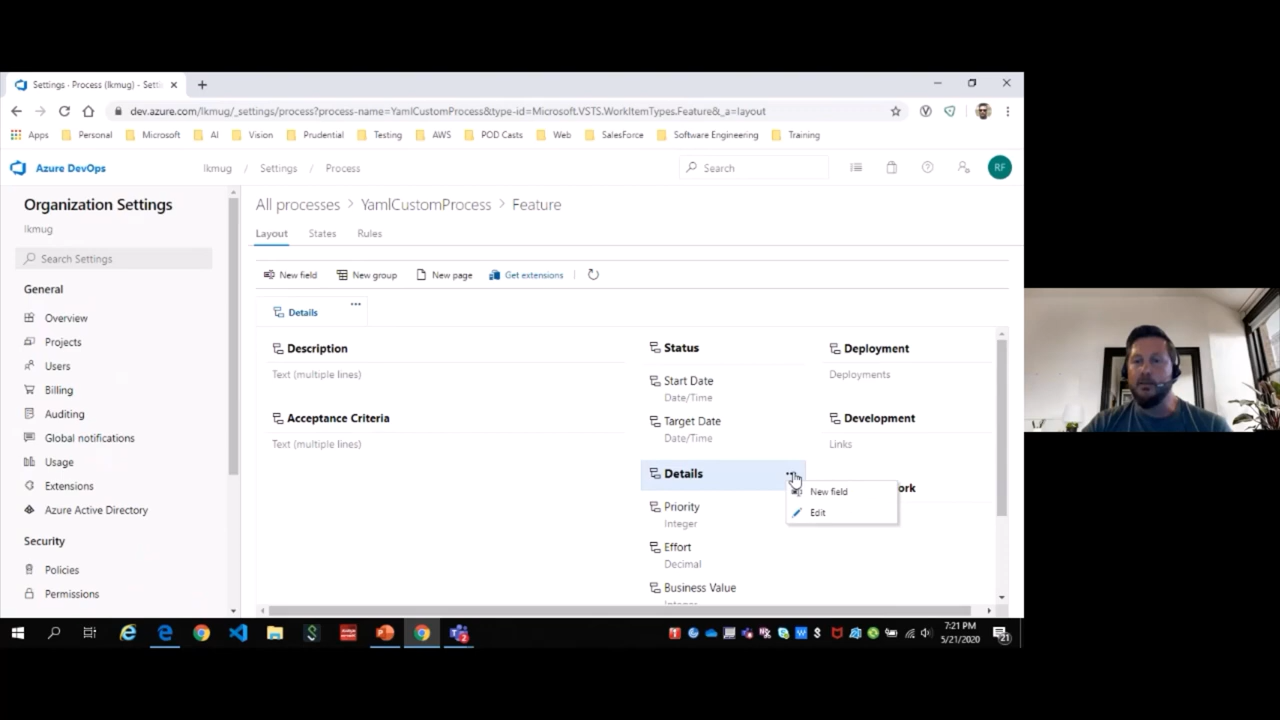 Settings · Process (lkmug) - Setti
dev.azure.com/lkmug/_settings/process?process-name=YamlCustomProcess&type-id=Microsoft.VSTS.WorkItemTypes.Feature&_a=layout
Apps Personal Microsoft AI Vision Prudential Testing AWS POD Casts Web SalesForce Software Engineering Training
Azure DevOps lkmug / Settings / Process Search RF
Organization Settings
lkmug
Search Settings
General
Overview
Projects
Users
Billing
Auditing
Global notifications
Usage
Extensions
Azure Active Directory
Security
Policies
Permissions
All processes > YamlCustomProcess > Feature
Layout States Rules
New field New group New page Get extensions
Details
Description
Text (multiple lines)
Acceptance Criteria
Text (multiple lines)
Status
Start Date
Date/Time
Target Date
Date/Time
Details
Priority
Integer
Effort
Decimal
Business Value
Integer
Deployment
Deployments
Development
Links
ork
New field
Edit
7:21 PM
5/21/2020
21